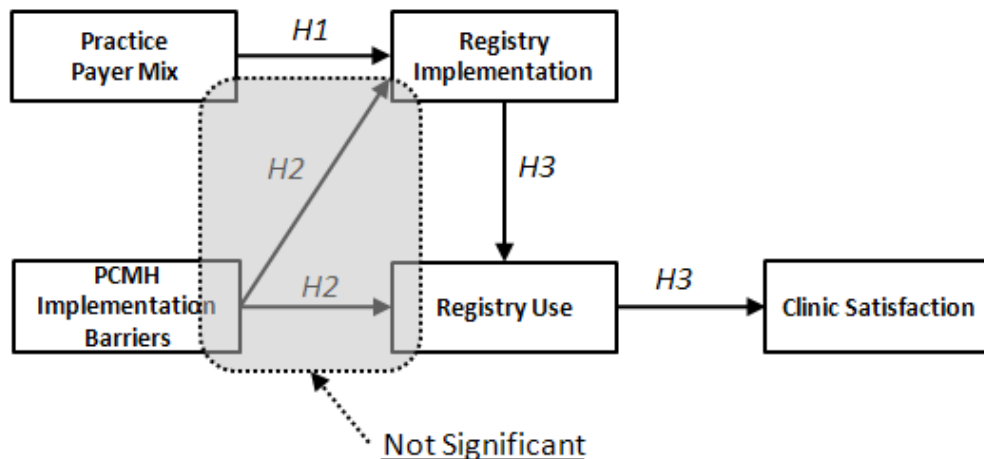 Practice
Payer Mix
H1
Registry
Implementation
H2
H3
PCMH
Implementation
Barriers
H2
Registry Use
H3
Clinic Satisfaction
Not Significant